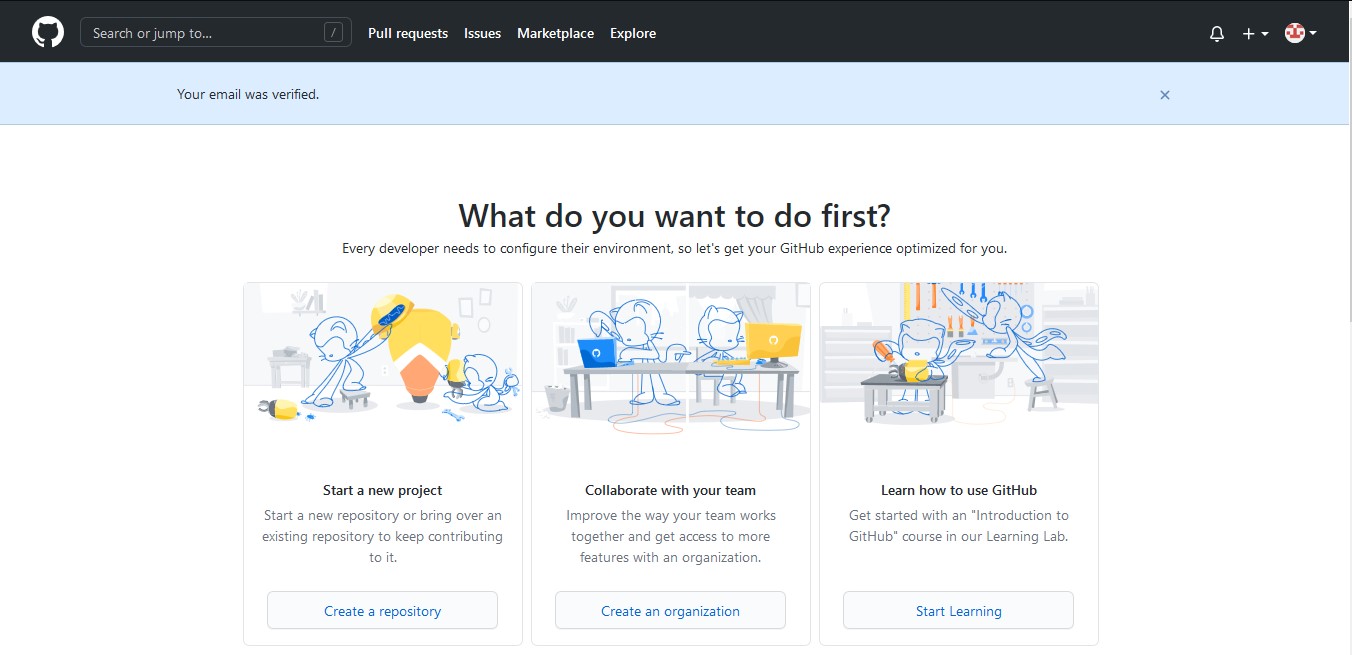 Search or jump to... /
Pull requests Issues Marketplace Explore
Your email was verified.
What do you want to do first?
Every developer needs to configure their environment, so let's get your GitHub experience optimized for you.
Start a new project
Start a new repository or bring over an
existing repository to keep contributing
to it.
Create a repository
Collaborate with your team
Improve the way your team works
together and get access to more
features with an organization.
Create an organization
Learn how to use GitHub
Get started with an "Introduction to
GitHub" course in our Learning Lab.
Start Learning